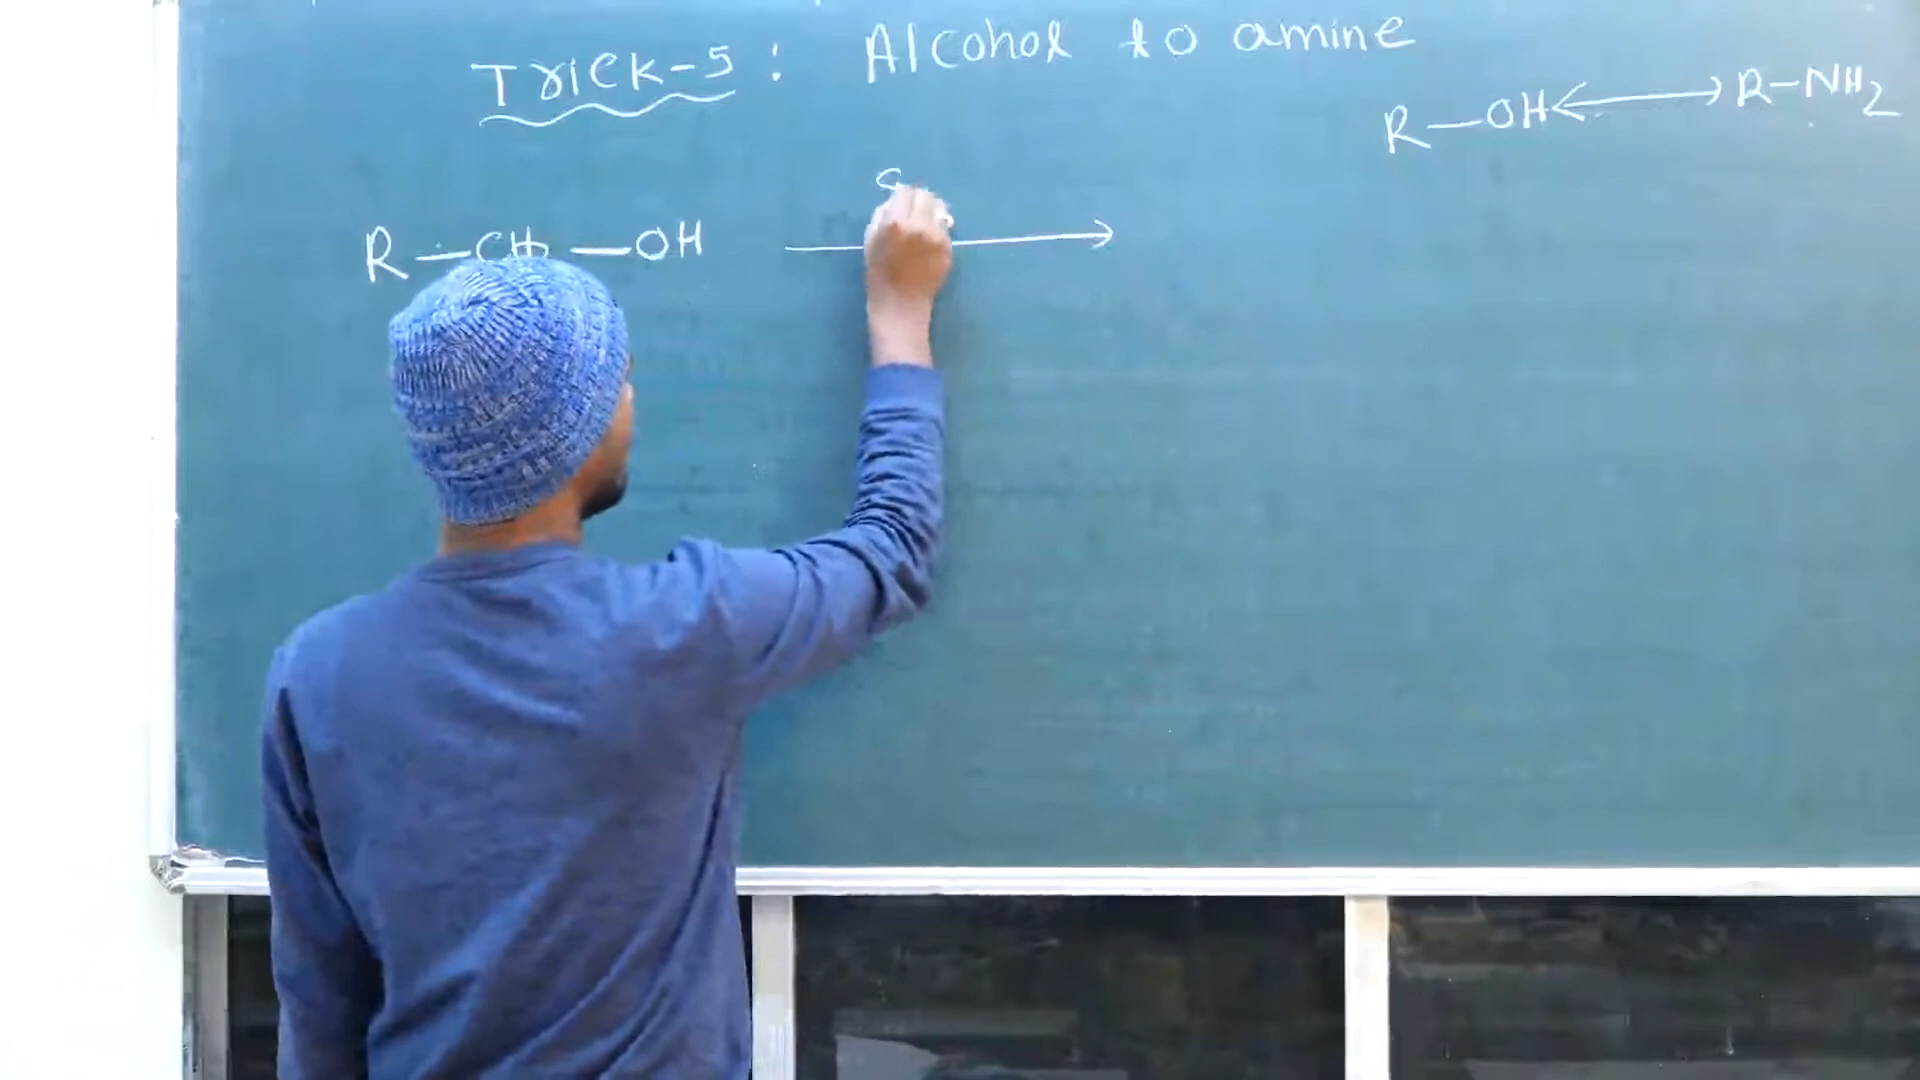 Trick-5: Alcohol to amine
R—OH⟷R-NH2
R—CH2—OH ⟶